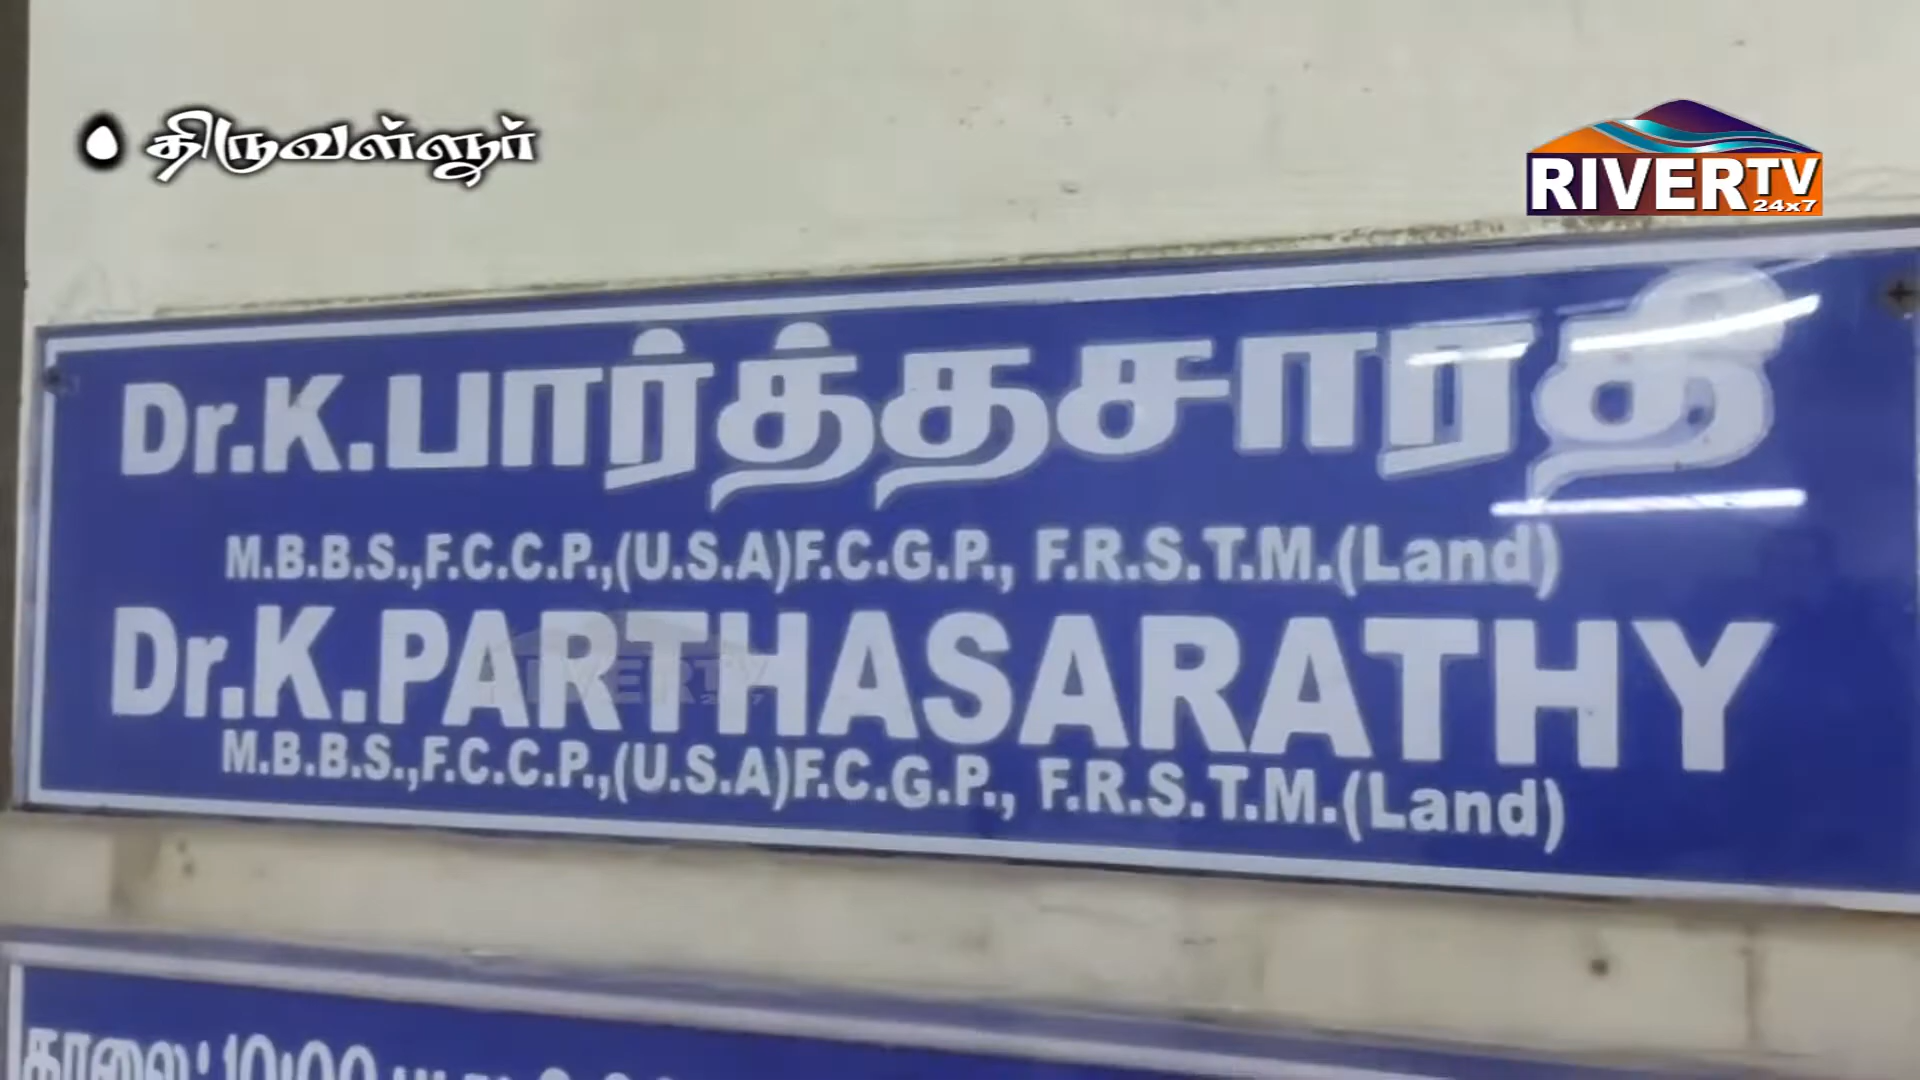 திருவள்ளூர்
RIVERTV
24x7
Dr.K.பார்த்தசாரதி
M.B.B.S.,F.C.C.P.,(U.S.A)F.C.G.P., F.R.S.T.M.(Land)
Dr.K.PARTHASARATHY
M.B.B.S.,F.C.C.P.,(U.S.A)F.C.G.P., F.R.S.T.M.(Land)
காலை: 10:00